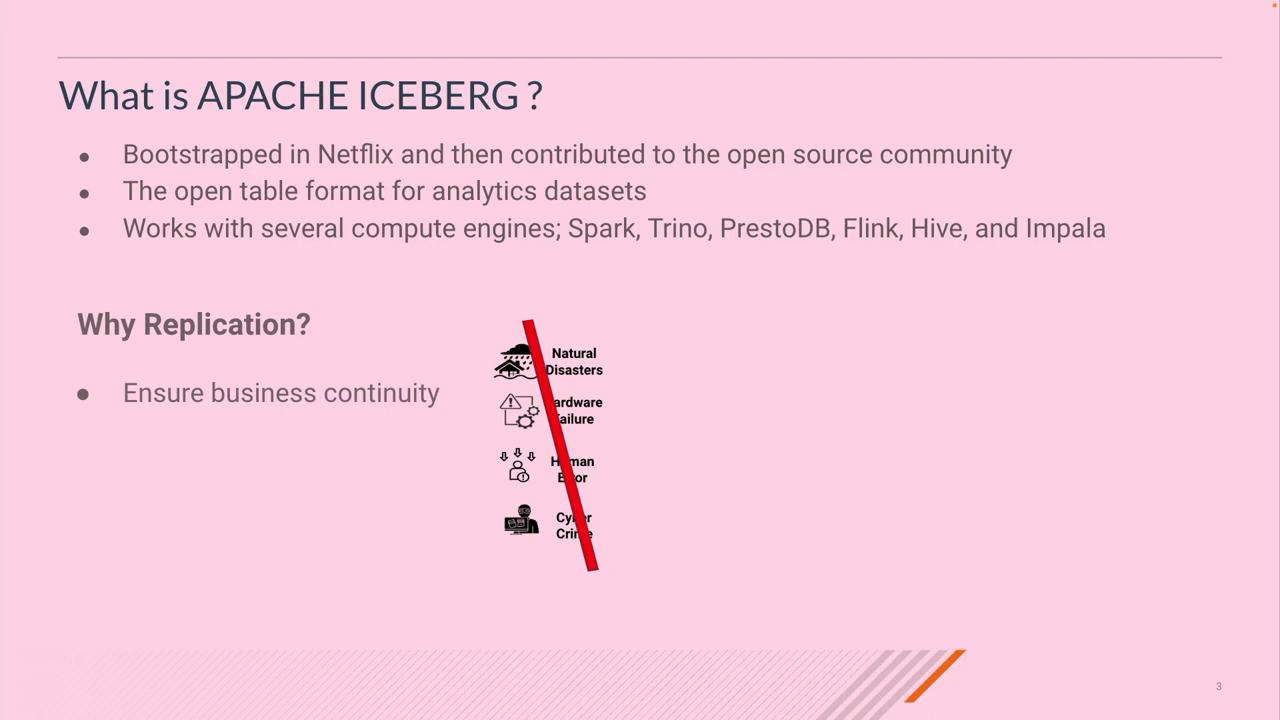 What is APACHE ICEBERG ?
● Bootstrapped in Netflix and then contributed to the open source community
● The open table format for analytics datasets
● Works with several compute engines; Spark, Trino, PrestoDB, Flink, Hive, and Impala
Why Replication?
● Ensure business continuity
Natural
Disasters
Hardware
Failure
Human
Error
Cyber
Crime
3